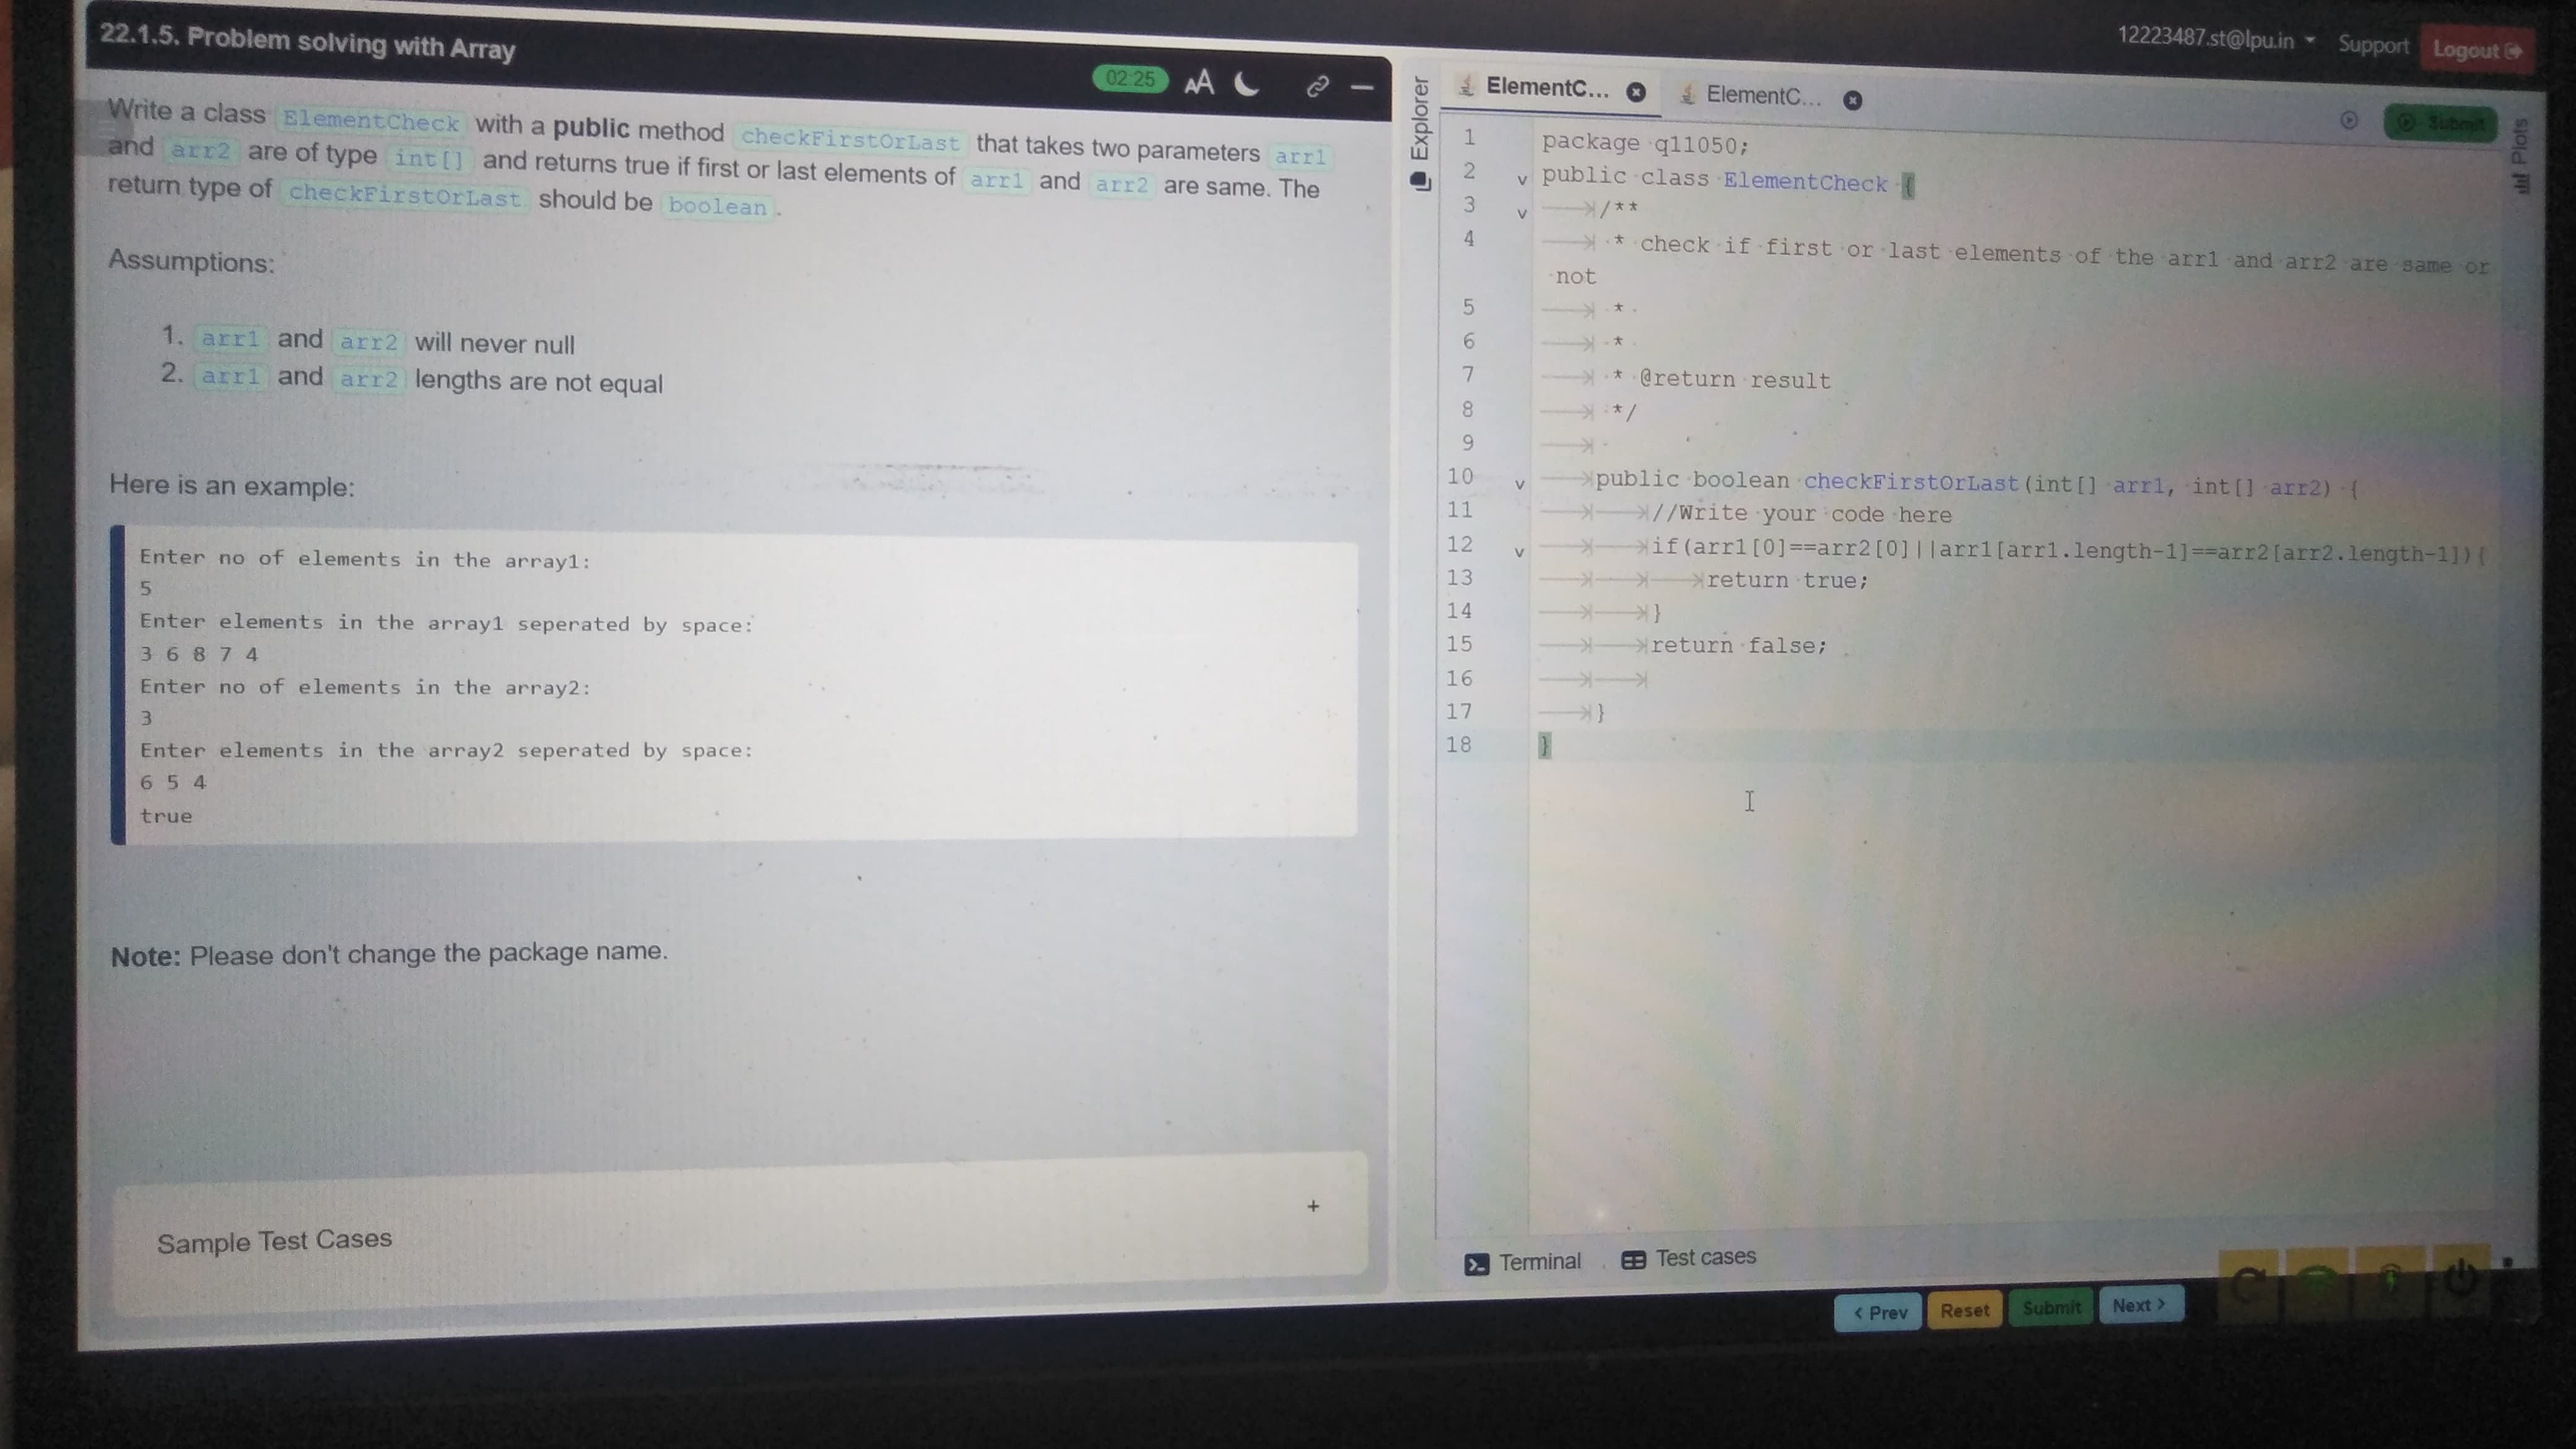 22.1.5. Problem solving with Array
12223487.st@lpu.in Support Logout
02:25
Write a class ElementCheck with a public method checkFirstOrLast that takes two parameters arr1
and arr2 are of type int[] and returns true if first or last elements of arr1 and arr2 are same. The
return type of checkFirstOrLast should be boolean.
Assumptions:
1. arr1 and arr2 will never null
2. arr1 and arr2 lengths are not equal
Here is an example:
Enter no of elements in the array1:
5
Enter elements in the array1 seperated by space:
3 6 8 7 4
Enter no of elements in the array2:
3
Enter elements in the array2 seperated by space:
6 5 4
true
Note: Please don't change the package name.
Sample Test Cases +
Explorer
ElementC... ElementC...
Submit
Plots
1 package q11050;
2 public class ElementCheck {
3 /**
4 * check if first or last elements of the arr1 and arr2 are same or
not
5 *
6 *
7 * @return result
8 */
9
10 public boolean checkFirstOrLast(int[] arr1, int[] arr2) {
11 //Write your code here
12 if(arr1[0]==arr2[0]||arr1[arr1.length-1]==arr2[arr2.length-1]){
13 return true;
14 }
15 return false;
16
17 }
18 }
Terminal Test cases
< Prev Reset Submit Next >